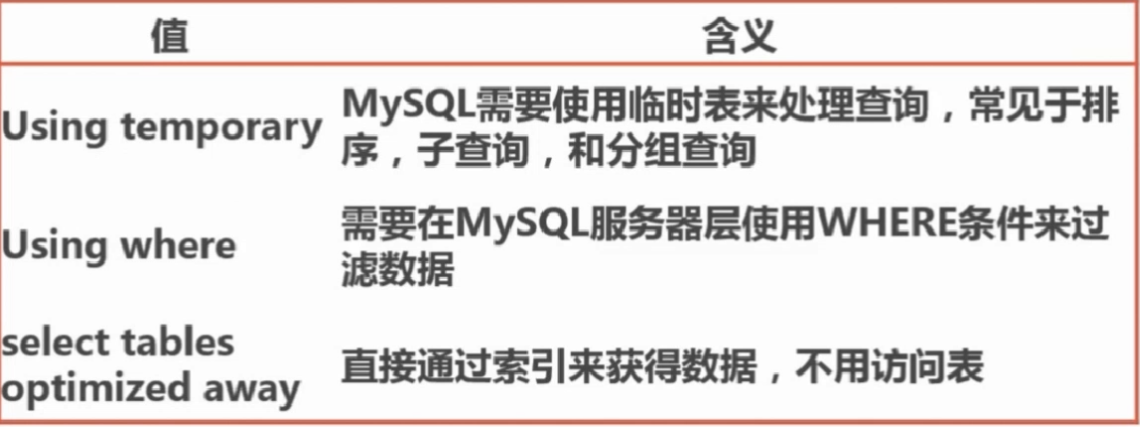 值 含义
Using temporary
MySQL需要使用临时表来处理查询，常见于排
序，子查询，和分组查询
Using where
需要在MySQL服务器层使用WHERE条件来过
滤数据
select tables
optimized away
直接通过索引来获得数据，不用访问表